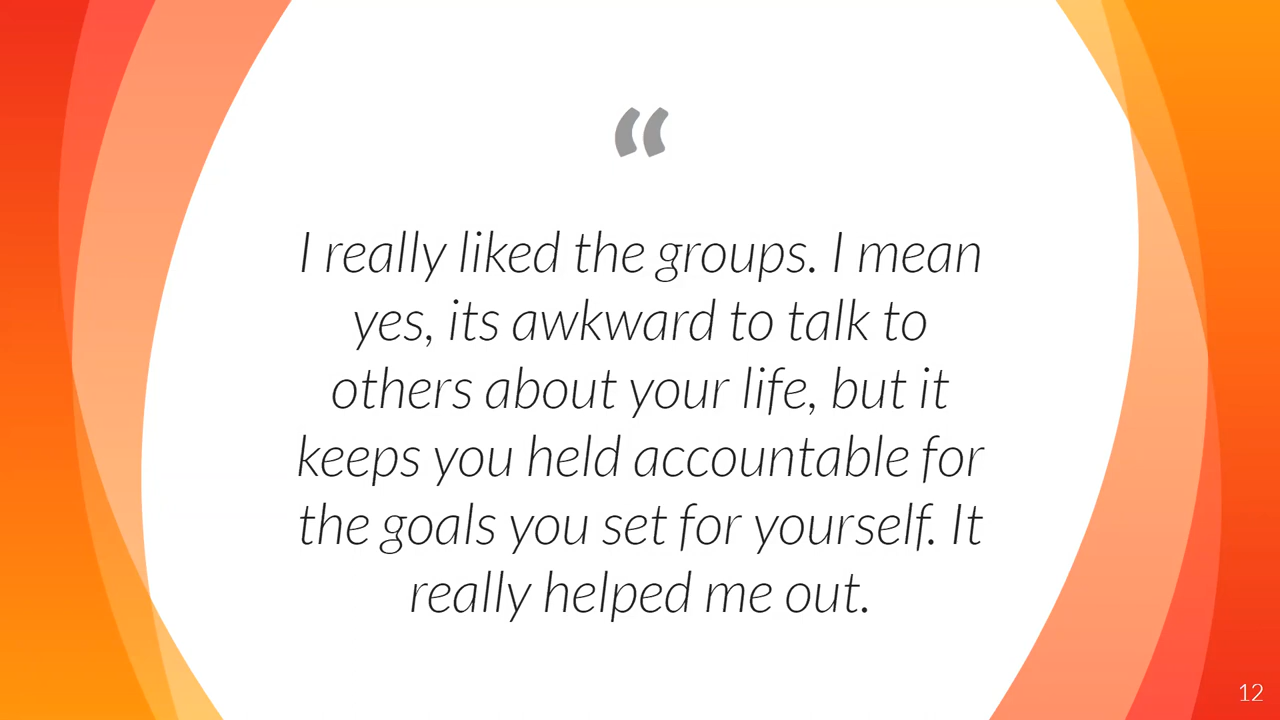 “
I really liked the groups. I mean
yes, its awkward to talk to
others about your life, but it
keeps you held accountable for
the goals you set for yourself. It
really helped me out.
12